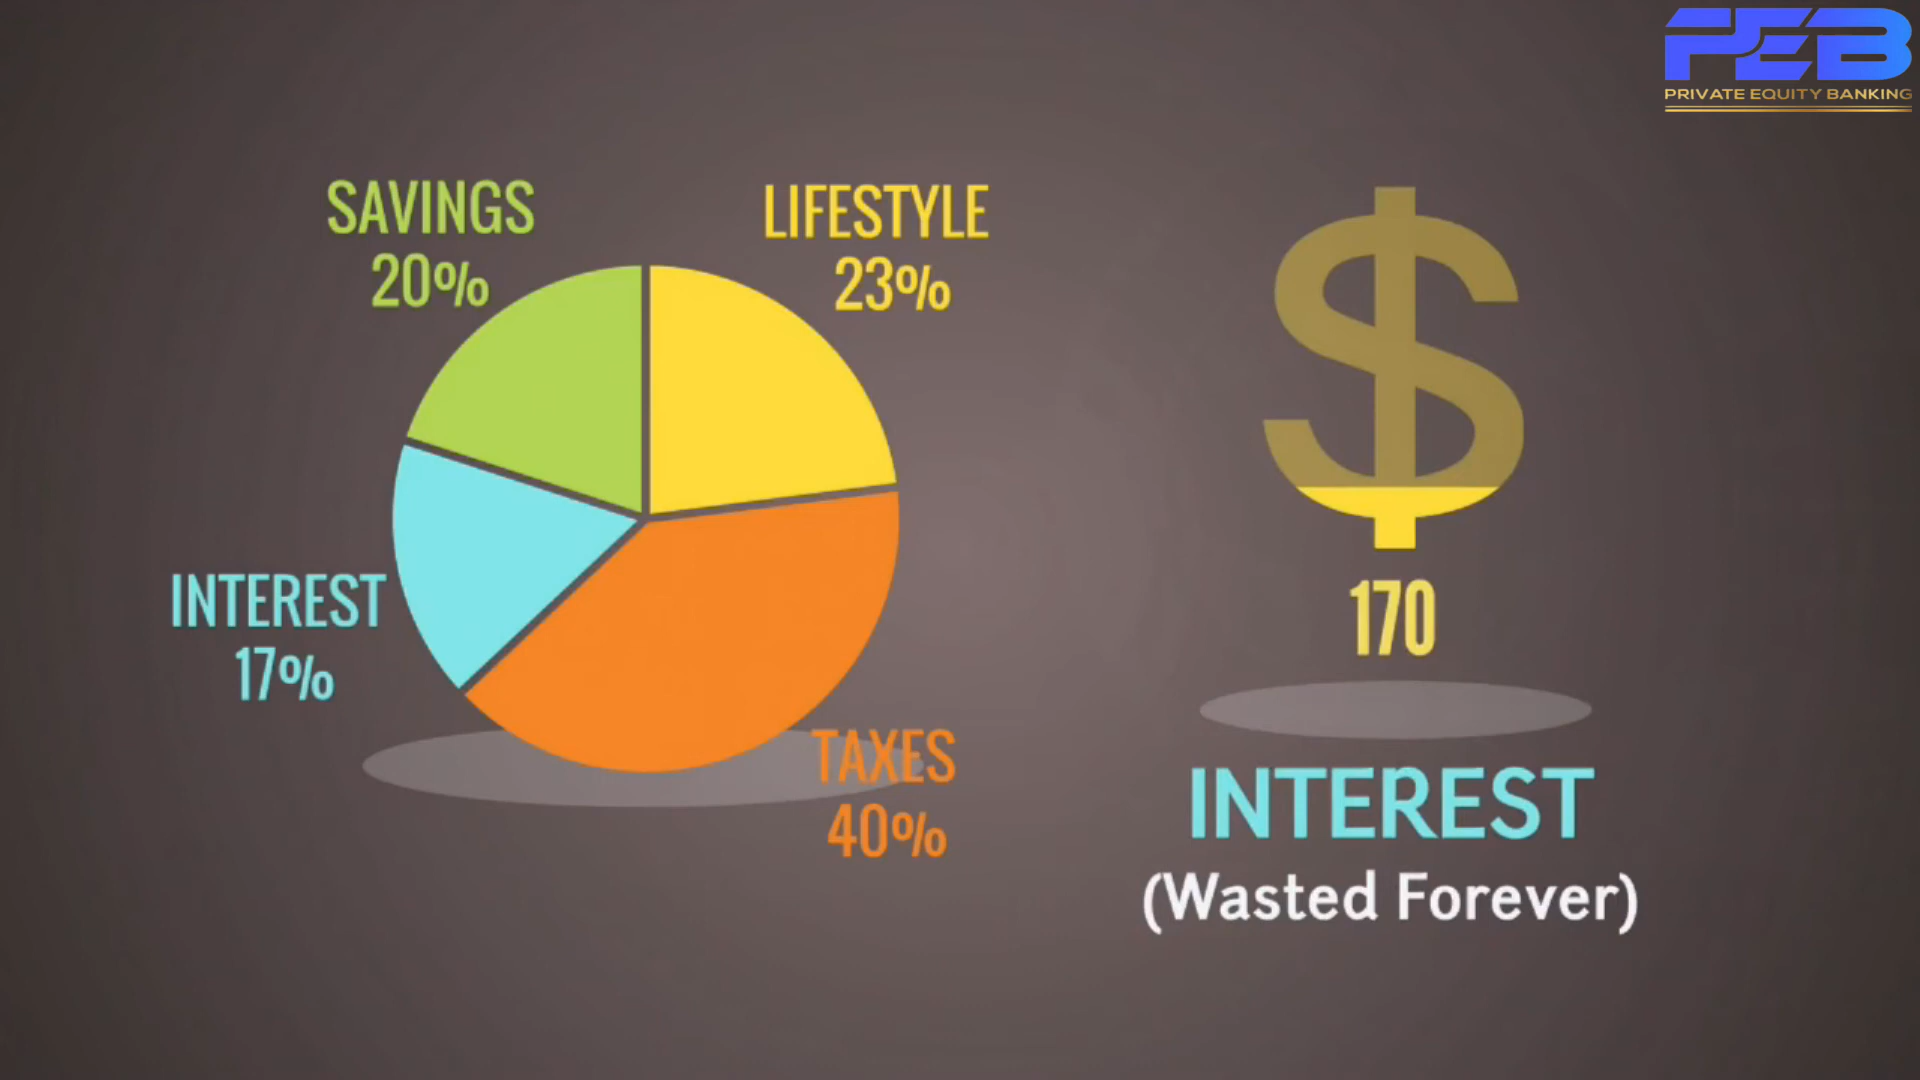 PEB
PRIVATE EQUITY BANKING
SAVINGS
20%
LIFESTYLE
23%
INTEREST
17%
TAXES
40%
$
170
INTEREST
(Wasted Forever)